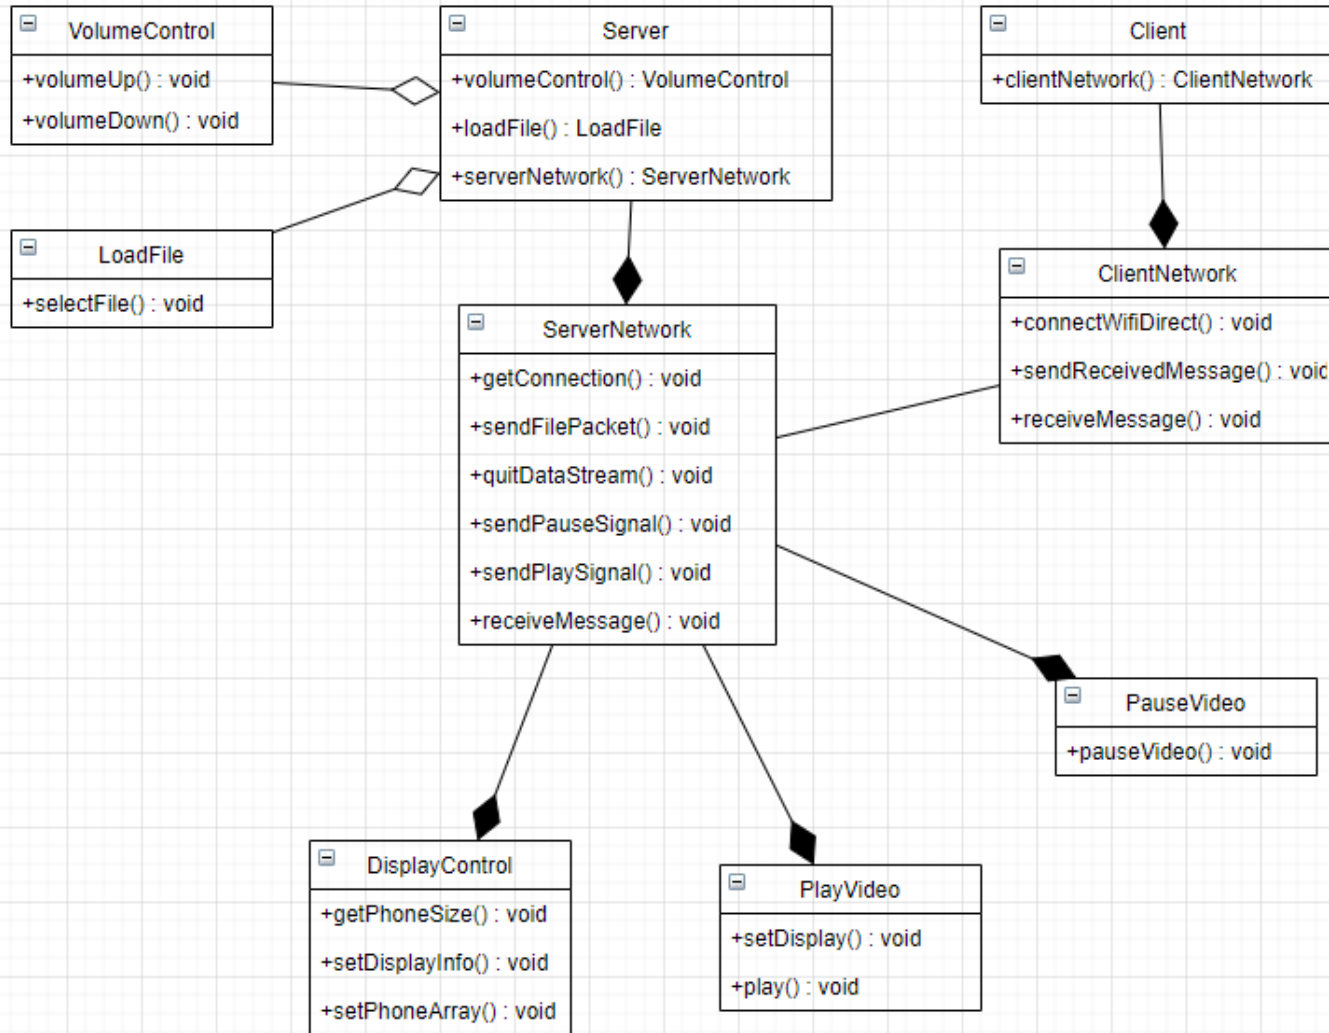 VolumeControl
+volumeUp() : void
+volumeDown() : void
Server
+volumeControl() : VolumeControl
+loadFile() : LoadFile
+serverNetwork() : ServerNetwork
Client
+clientNetwork() : ClientNetwork
LoadFile
+selectFile() : void
ClientNetwork
+connectWifiDirect() : void
+sendReceivedMessage() : void
+receiveMessage() : void
ServerNetwork
+getConnection() : void
+sendFilePacket() : void
+quitDataStream() : void
+sendPauseSignal() : void
+sendPlaySignal() : void
+receiveMessage() : void
PauseVideo
+pauseVideo() : void
DisplayControl
+getPhoneSize() : void
+setDisplayInfo() : void
+setPhoneArray() : void
PlayVideo
+setDisplay() : void
+play() : void